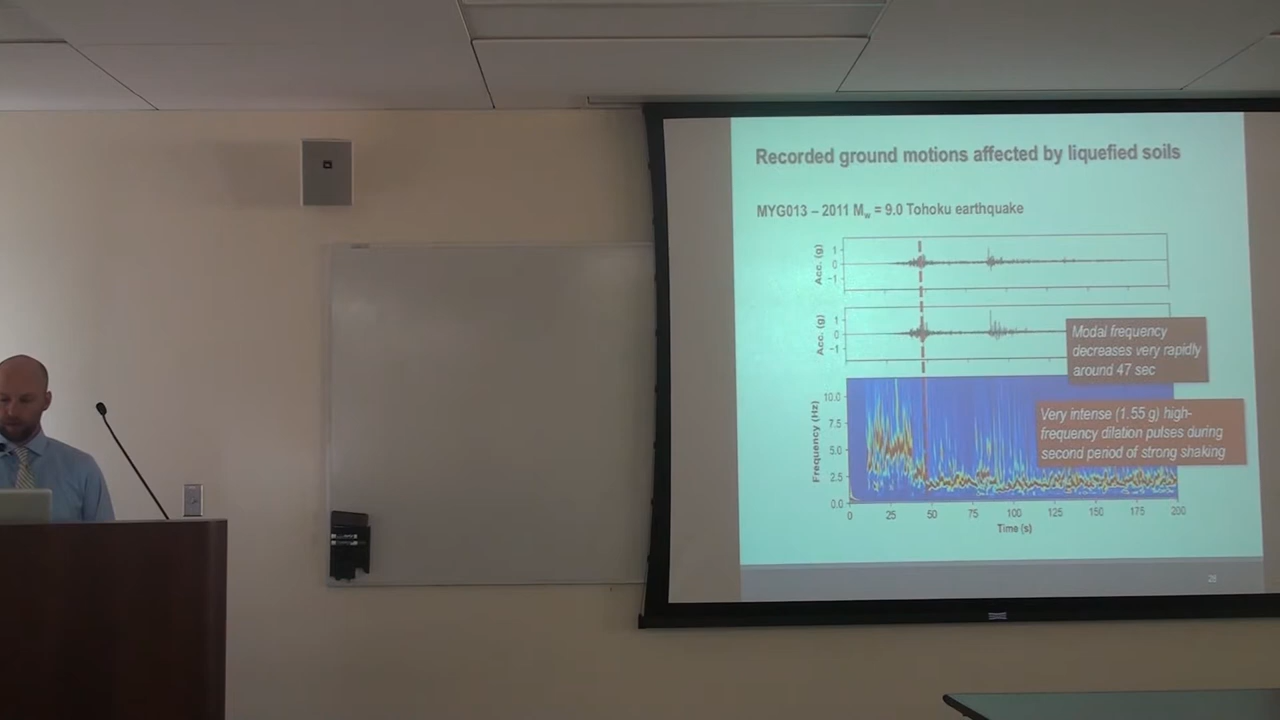 Recorded ground motions affected by liquefied soils
MYG013 – 2011 Mw = 9.0 Tohoku earthquake
Acc. (g)
1
0
−1
Acc. (g)
1
0
−1
Modal frequency
decreases very rapidly
around 47 sec
Very intense (1.55 g) high-
frequency dilation pulses during
second period of strong shaking
Frequency (Hz)
10.0
7.5
5.0
2.5
0.0
0 25 50 75 100 125 150 175 200
Time (s)
28